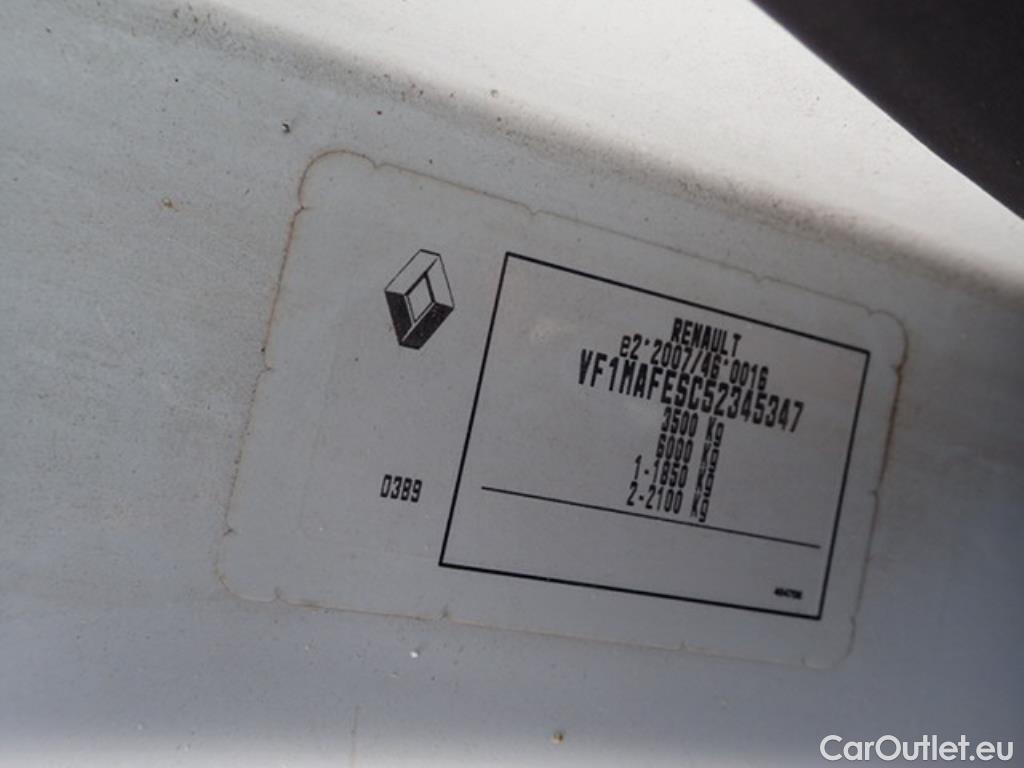 RENAULT
e2*2007/46*0016
VF1MAFESC52345347
3500 Kg
6000 Kg
1-1850 Kg
2-2100 Kg
0389
CarOutlet.eu